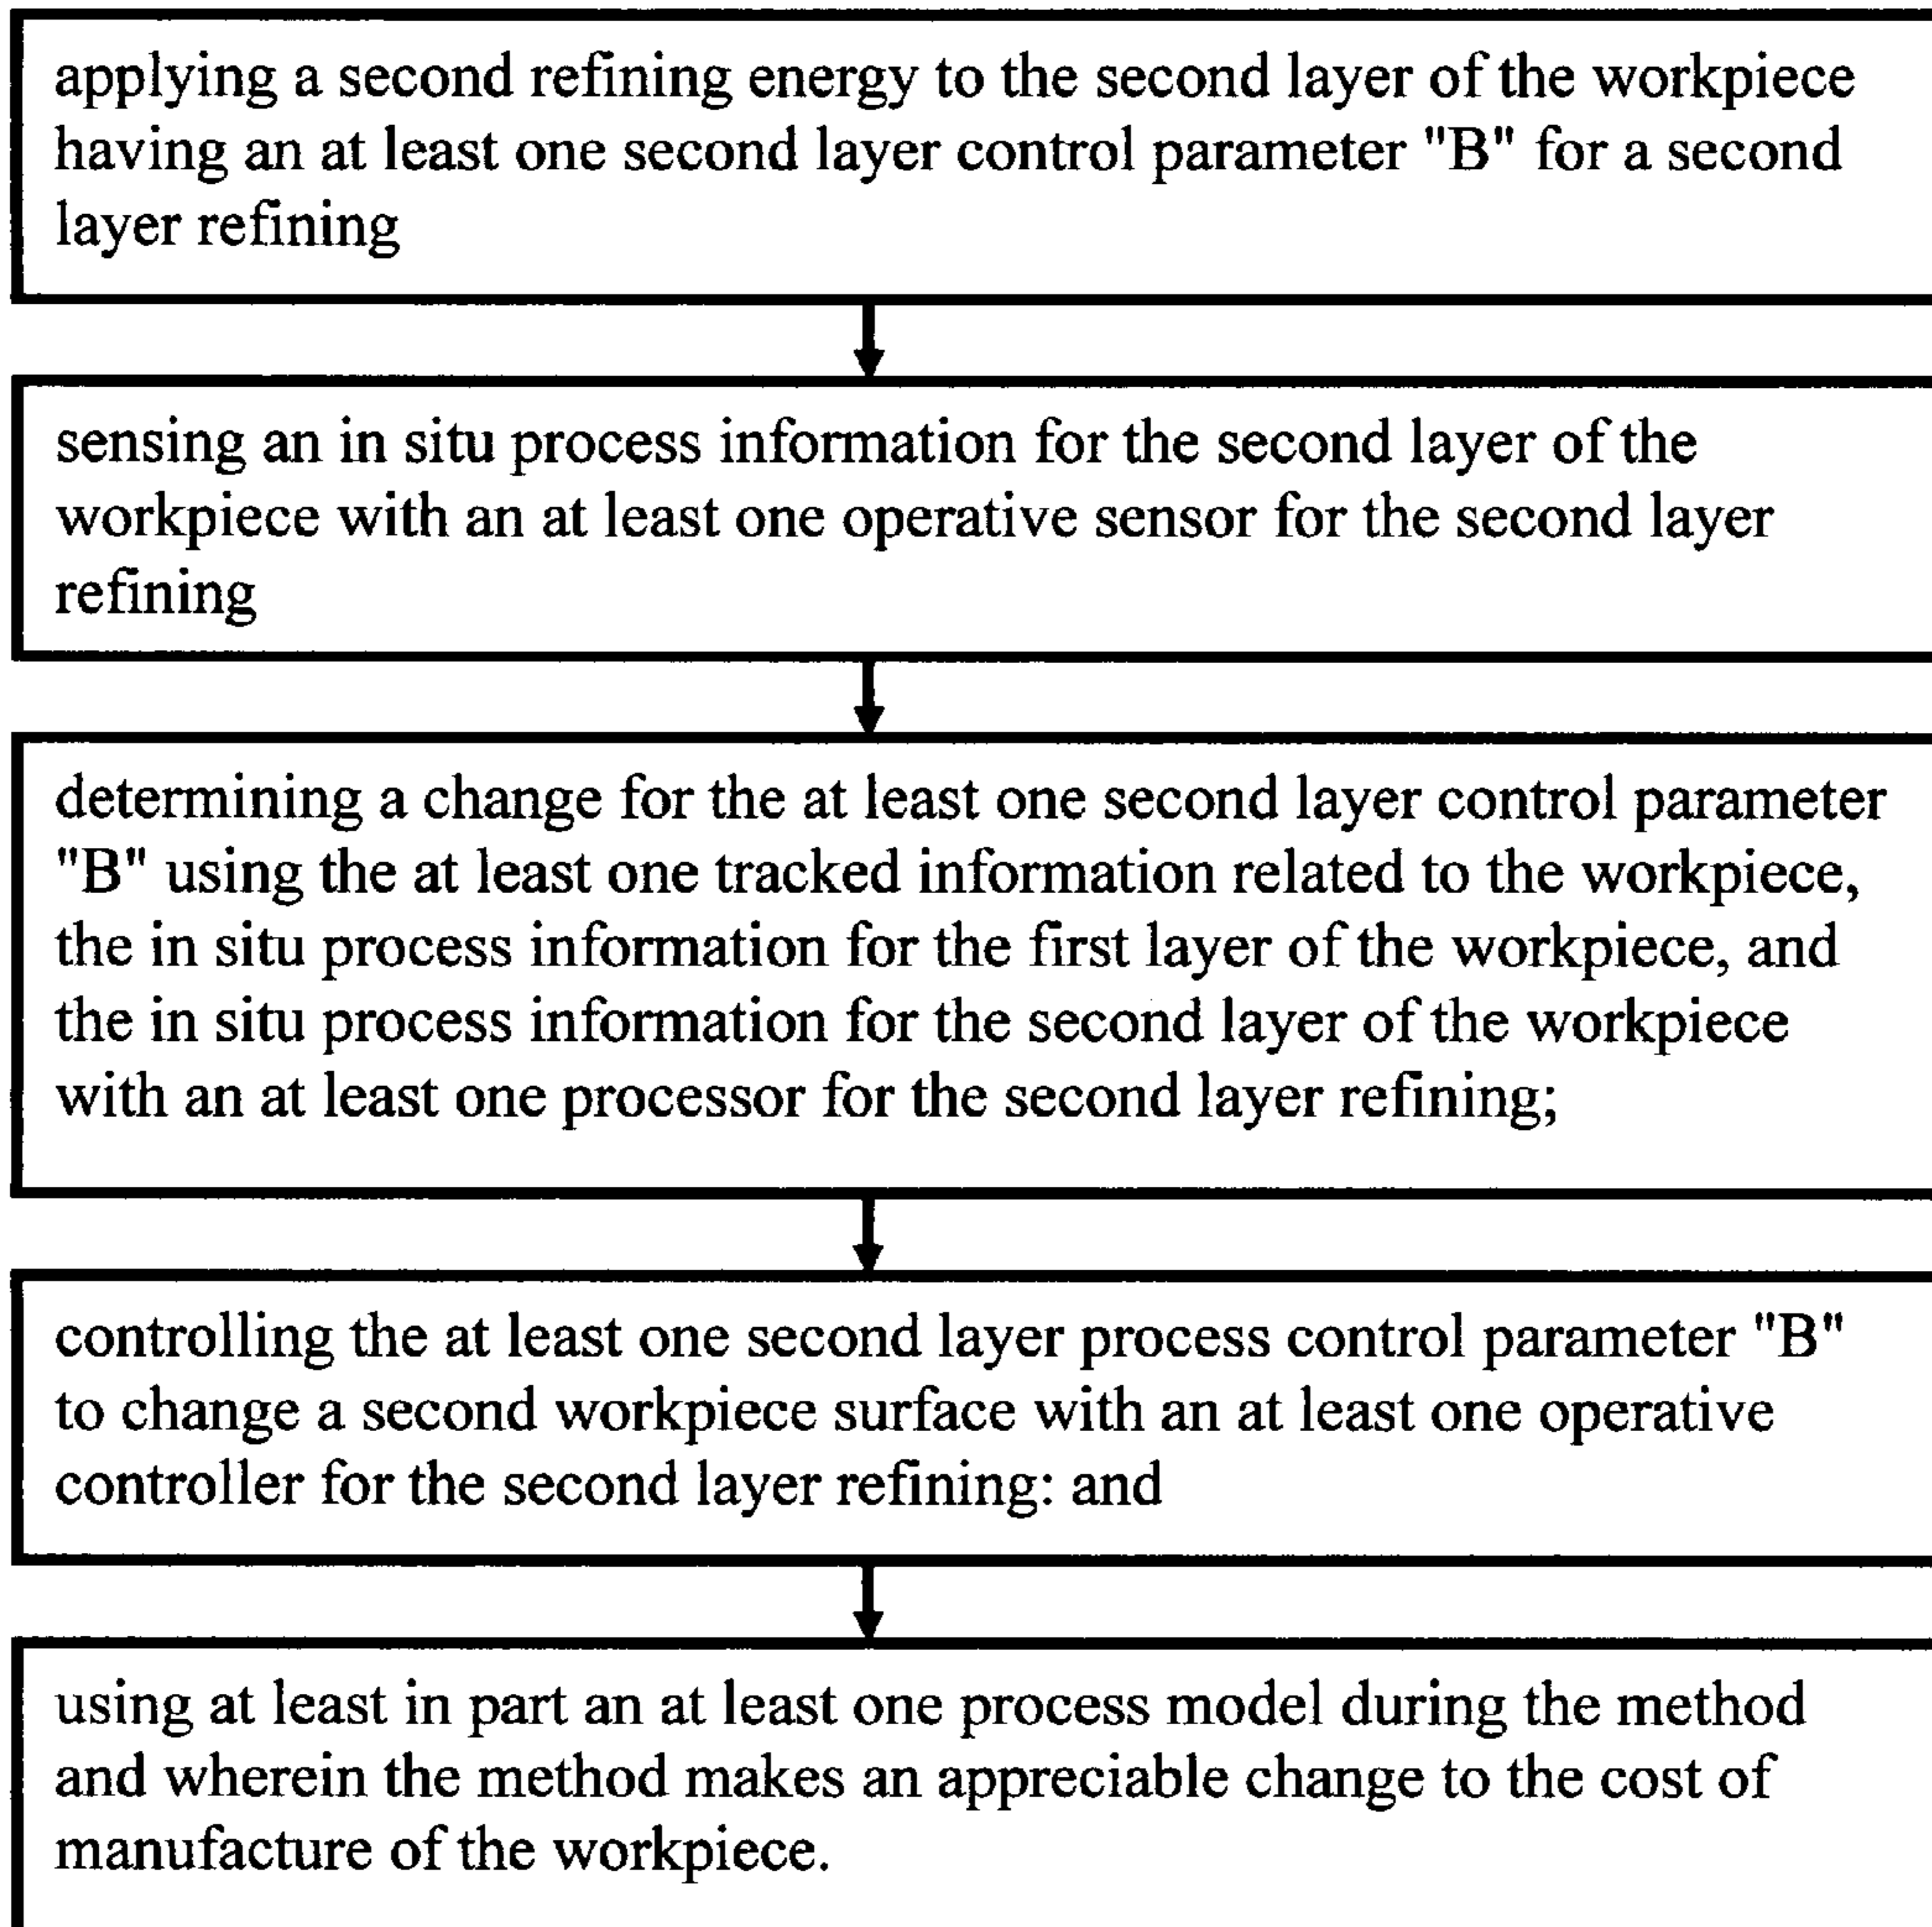 applying a second refining energy to the second layer of the workpiece
having an at least one second layer control parameter "B" for a second
layer refining
sensing an in situ process information for the second layer of the
workpiece with an at least one operative sensor for the second layer
refining
determining a change for the at least one second layer control parameter
"B" using the at least one tracked information related to the workpiece,
the in situ process information for the first layer of the workpiece, and
the in situ process information for the second layer of the workpiece
with an at least one processor for the second layer refining;
controlling the at least one second layer process control parameter "B"
to change a second workpiece surface with an at least one operative
controller for the second layer refining: and
using at least in part an at least one process model during the method
and wherein the method makes an appreciable change to the cost of
manufacture of the workpiece.